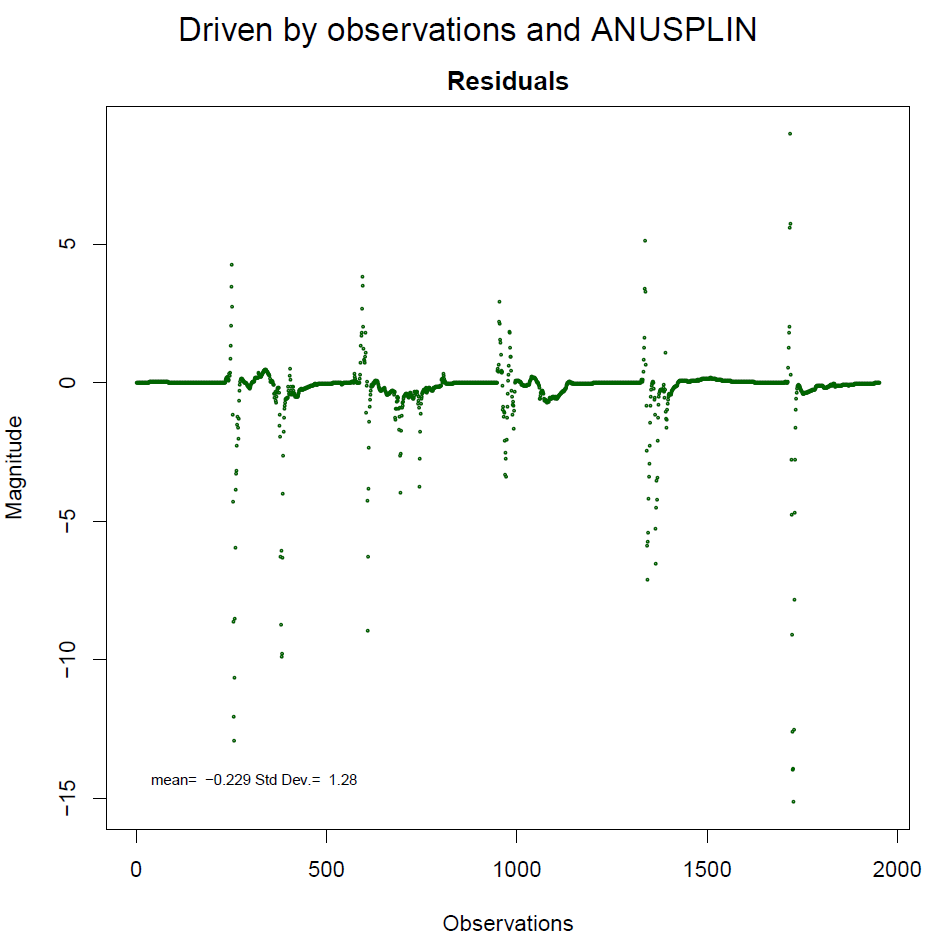 Driven by observations and ANUSPLIN
Residuals
Magnitude
5
0
−5
−10
−15
mean=  −0.229 Std Dev.=  1.28
0 500 1000 1500 2000
Observations